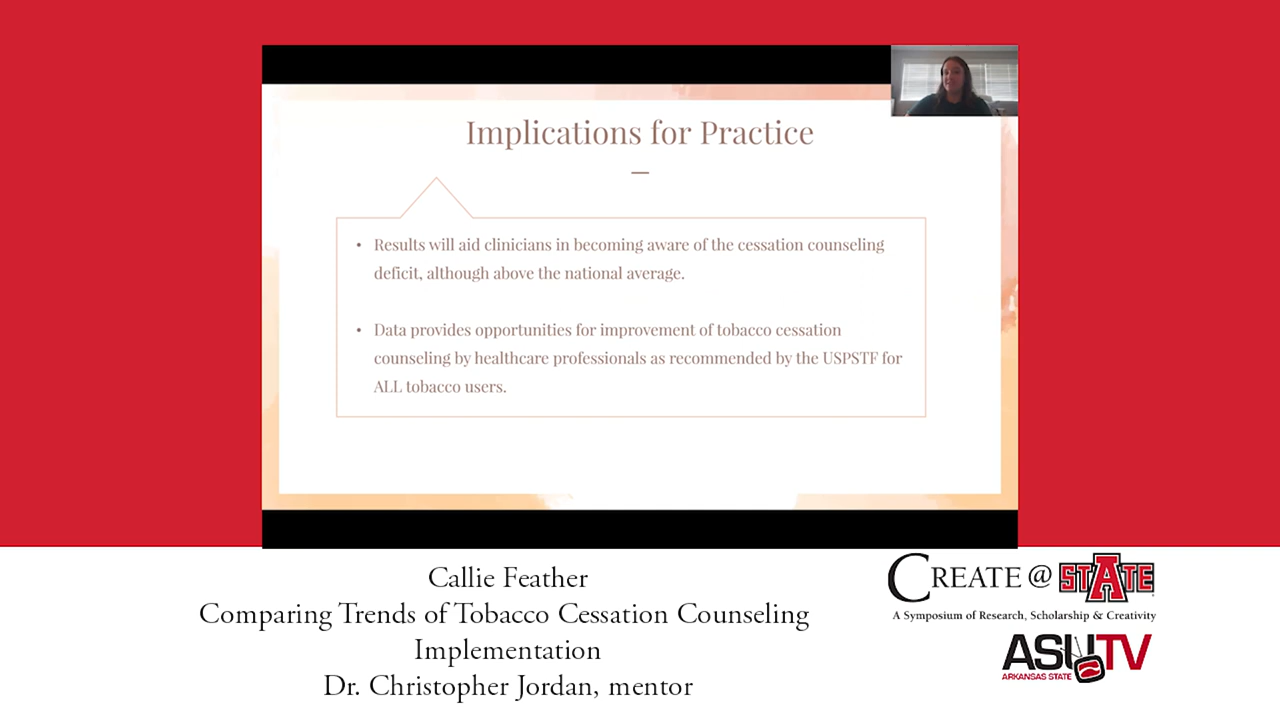 Implications for Practice
• Results will aid clinicians in becoming aware of the cessation counseling
deficit, although above the national average.
• Data provides opportunities for improvement of tobacco cessation
counseling by healthcare professionals as recommended by the USPSTF for
ALL tobacco users.
Callie Feather
Comparing Trends of Tobacco Cessation Counseling
Implementation
Dr. Christopher Jordan, mentor
CREATE @ STATE
A Symposium of Research, Scholarship & Creativity
ASUTV
ARKANSAS STATE